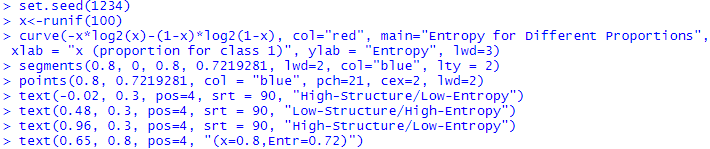 > set.seed(1234)
> x<-runif(100)
> curve(-x*log2(x)-(1-x)*log2(1-x), col="red", main="Entropy for Different Proportions",
xlab = "x (proportion for class 1)", ylab = "Entropy", lwd=3)
> segments(0.8, 0, 0.8, 0.7219281, lwd=2, col="blue", lty = 2)
> points(0.8, 0.7219281, col = "blue", pch=21, cex=2, lwd=2)
> text(-0.02, 0.3, pos=4, srt = 90, "High-Structure/Low-Entropy")
> text(0.48, 0.3, pos=4, srt = 90, "Low-Structure/High-Entropy")
> text(0.96, 0.3, pos=4, srt = 90, "High-Structure/Low-Entropy")
> text(0.65, 0.8, pos=4, "(x=0.8,Entr=0.72)")